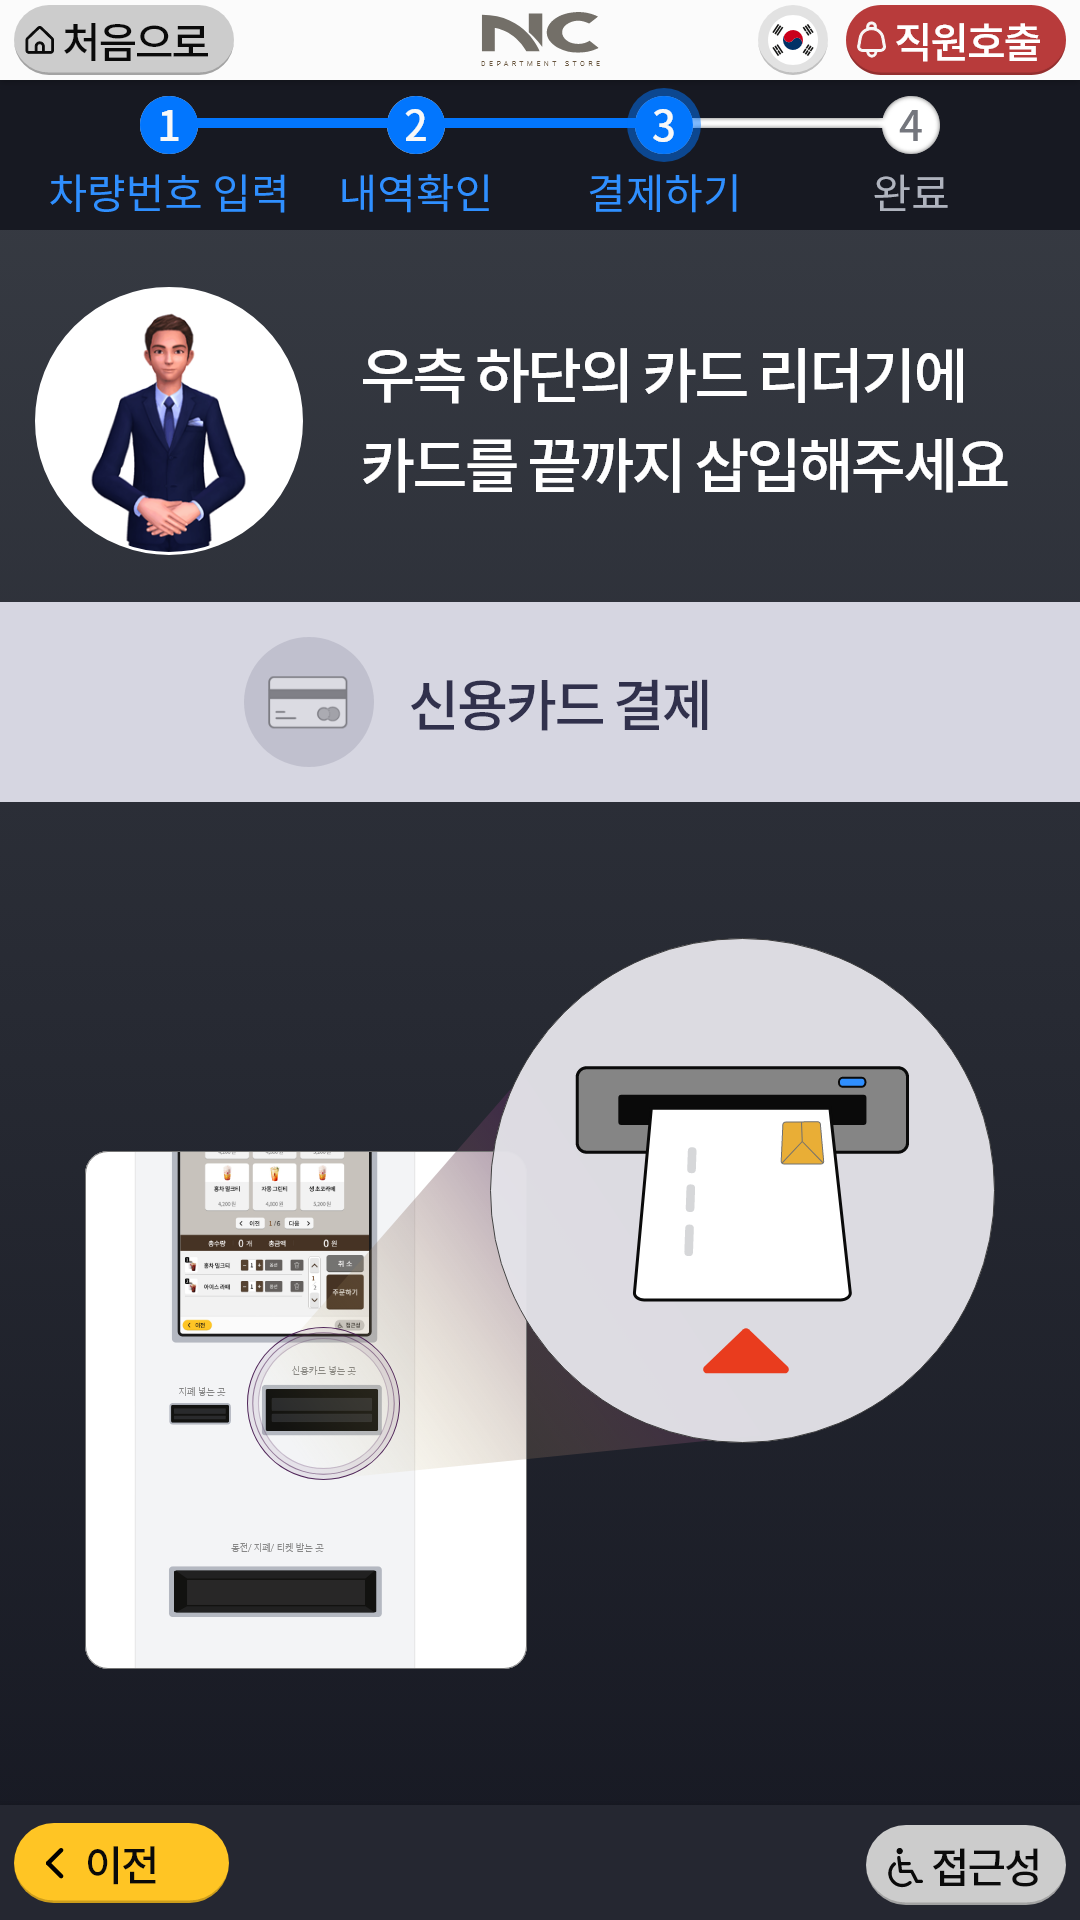 처음으로
NC
DEPARTMENT STORE
직원호출
1
2
3
4
차량번호 입력
내역확인
결제하기
완료
우측 하단의 카드 리더기에
카드를 끝까지 삽입해주세요
신용카드 결제
홍차 밀크티
자몽 그린티
생 초코라떼
4,200 원
4,800 원
5,200 원
이전
1 / 6
다음
총수량
0 개
총금액
0 원
홍차 밀크티
1
취 소
아이스 라떼
1
주문하기
이전
접근성
신용카드 넣는 곳
지폐 넣는 곳
동전/ 지폐/ 티켓 받는 곳
이전
접근성